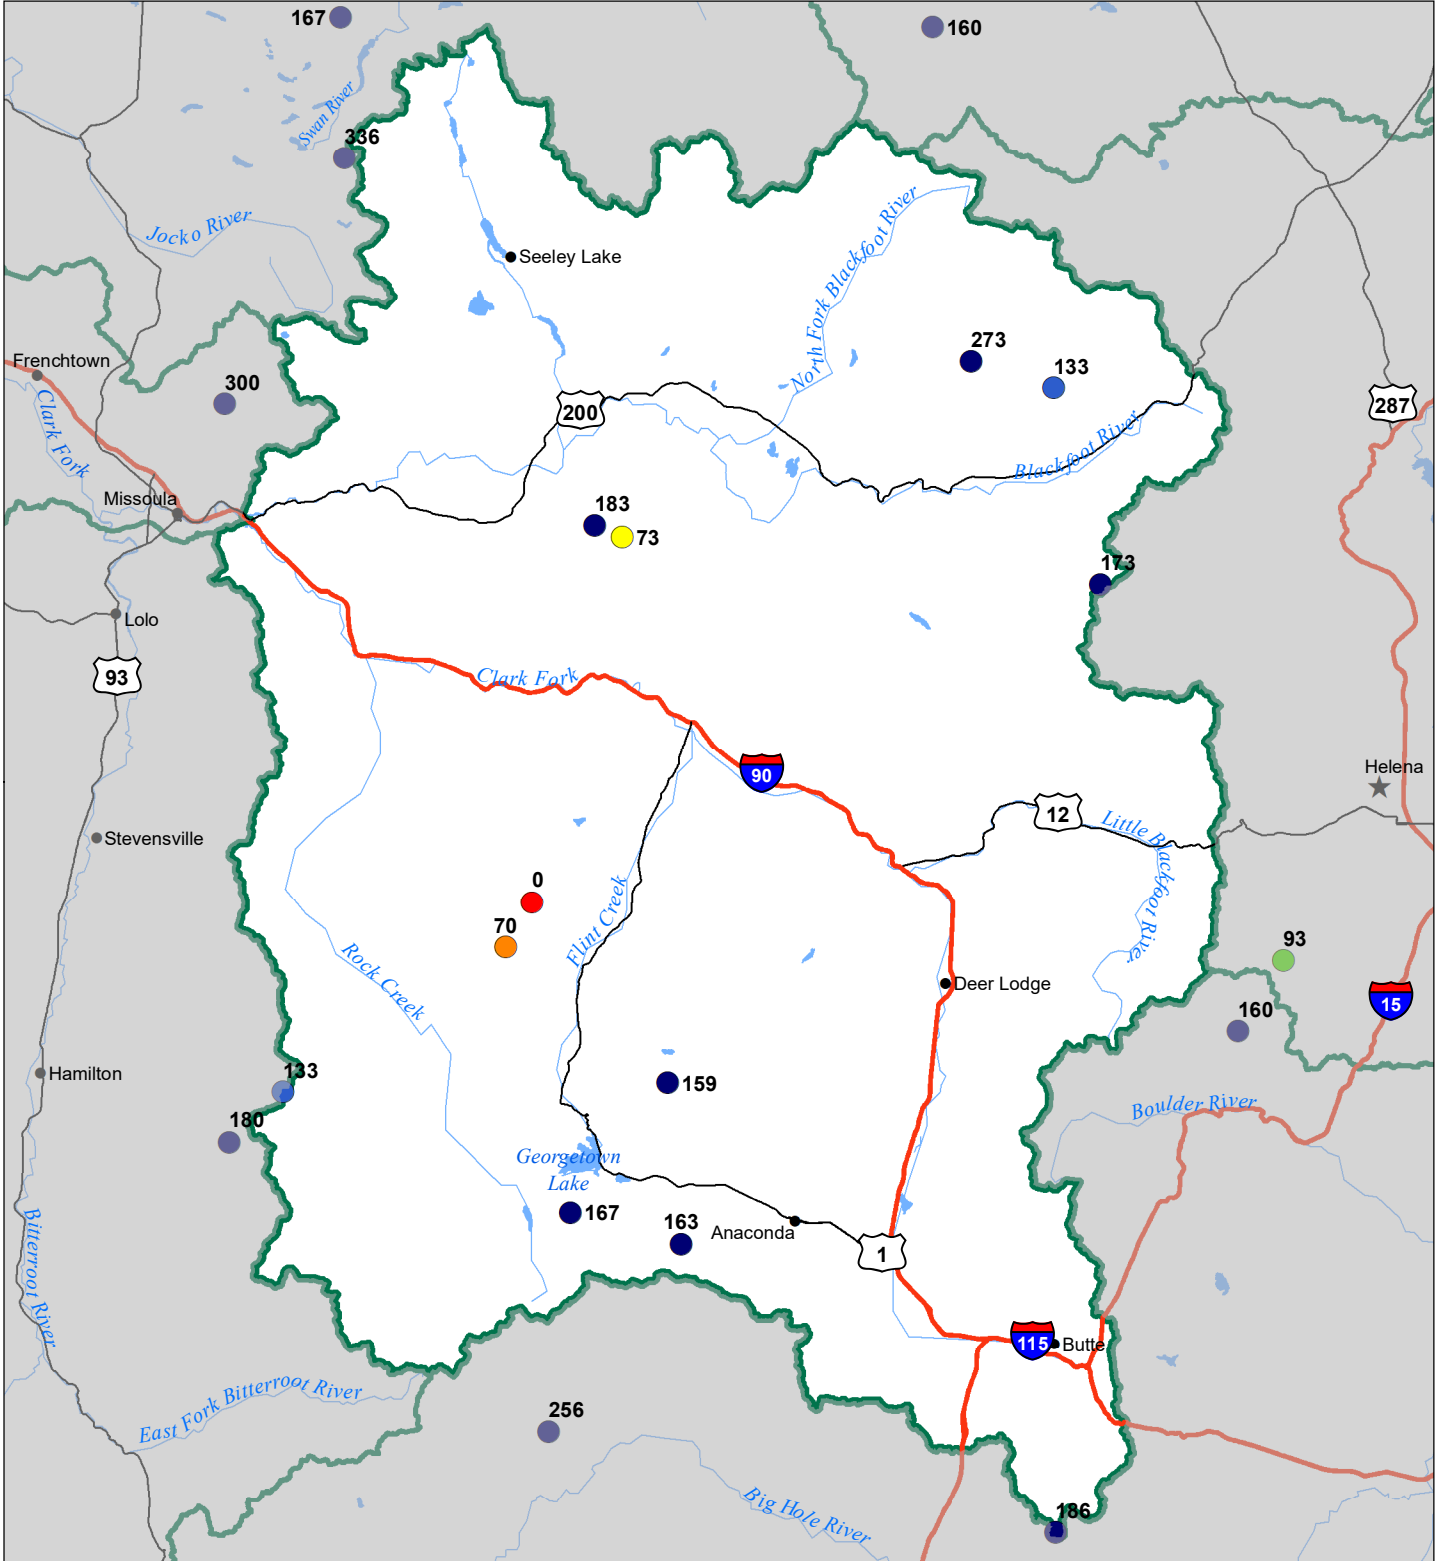 167
160
336
Swan River
Jocko River
North Fork Blackfoot River
Seeley Lake
Frenchtown
273
133
300
Clark Fork
200
287
Blackfoot River
Missoula
183
73
173
Lolo
93
Clark Fork
90
Helena
12
Little Blackfoot River
Stevensville
0
Flint Creek
70
93
Rock Creek
Deer Lodge
15
160
Hamilton
133
159
180
Boulder River
Georgetown
Lake
167
163
Anaconda
1
Bitterroot River
115
Butte
East Fork Bitterroot River
256
Big Hole River
186